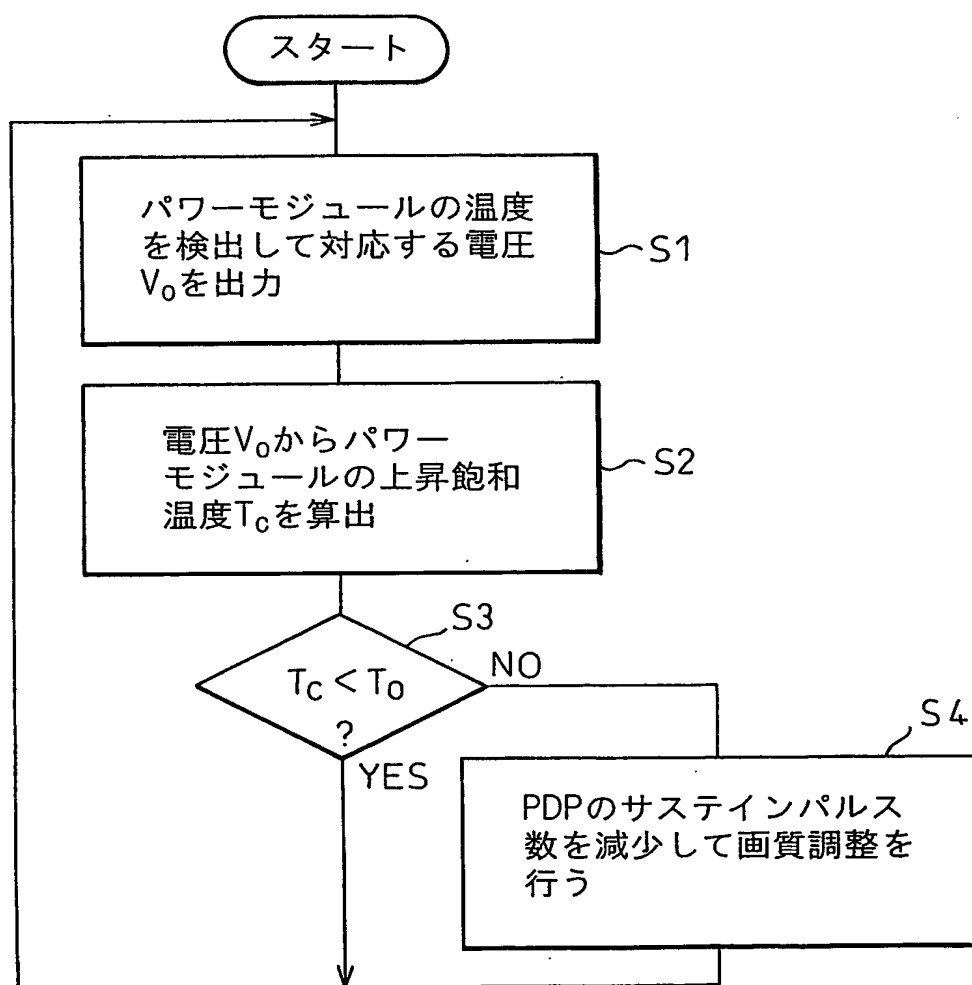 スタート
パワーモジュールの温度
を検出して対応する電圧
V₀を出力
S1
電圧V₀からパワー
モジュールの上昇飽和
温度Tcを算出
S2
S3
Tc < T₀
?
NO
YES
S4
PDPのサステインパルス
数を減少して画質調整を
行う